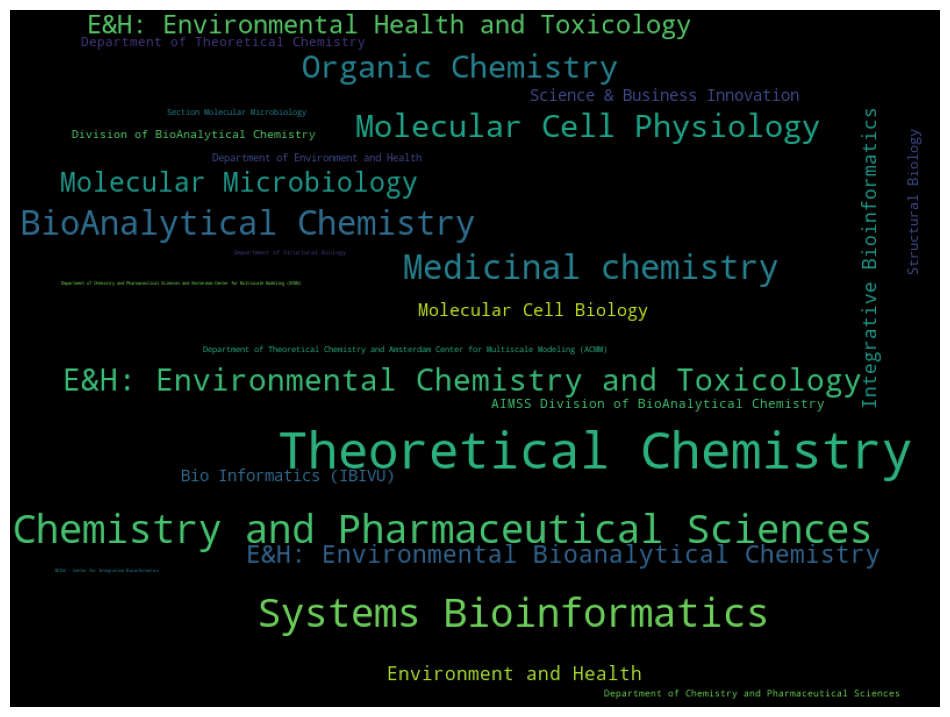 E&H: Environmental Health and Toxicology
Department of Theoretical Chemistry
Organic Chemistry
Science & Business Innovation
Section Molecular Microbiology
Molecular Cell Physiology
Division of BioAnalytical Chemistry
Integrative Bioinformatics
Structural Biology
Department of Environment and Health
Molecular Microbiology
BioAnalytical Chemistry
Department of Structural Biology
Medicinal chemistry
Department of Chemistry and Pharmaceutical Sciences and Amsterdam Center for Multiscale Modeling (ACMM)
Molecular Cell Biology
Department of Theoretical Chemistry and Amsterdam Center for Multiscale Modeling (ACMM)
E&H: Environmental Chemistry and Toxicology
AIMSS Division of BioAnalytical Chemistry
Theoretical Chemistry
Bio Informatics (IBIVU)
Chemistry and Pharmaceutical Sciences
E&H: Environmental Bioanalytical Chemistry
IBIVU - Center for Integrative Bioinformatics
Systems Bioinformatics
Environment and Health
Department of Chemistry and Pharmaceutical Sciences